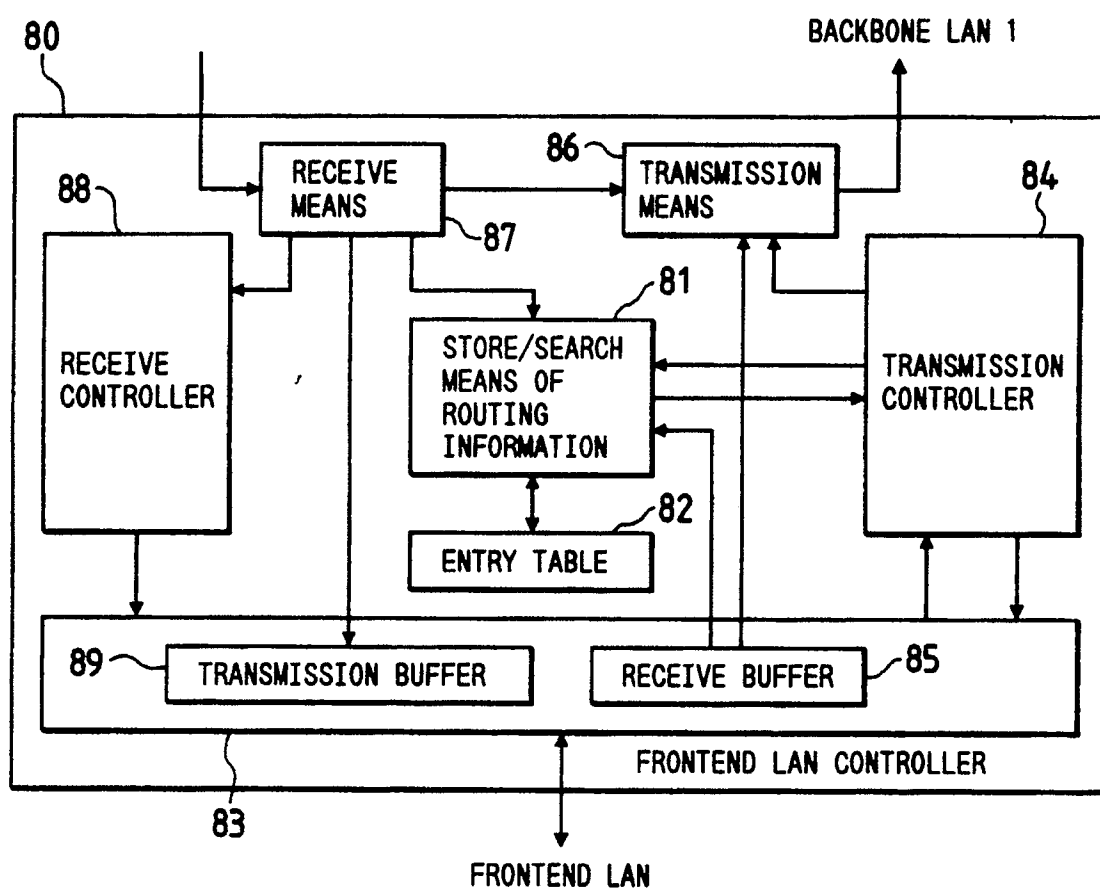 BACKBONE LAN 1
80
RECEIVE
MEANS
87
86
TRANSMISSION
MEANS
84
88
RECEIVE
CONTROLLER
81
STORE/SEARCH
MEANS OF
ROUTING
INFORMATION
TRANSMISSION
CONTROLLER
82
ENTRY TABLE
89
TRANSMISSION BUFFER
RECEIVE BUFFER
85
FRONTEND LAN CONTROLLER
83
FRONTEND LAN